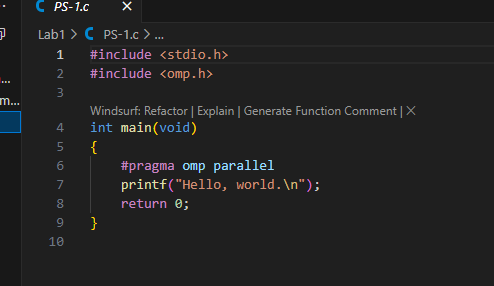 C PS-1.c ×
Lab1 > C PS-1.c > ...
1 #include <stdio.h>
2 #include <omp.h>
3
Windsurf: Refactor | Explain | Generate Function Comment | ×
4 int main(void)
5 {
6 #pragma omp parallel
7 printf("Hello, world.\n");
8 return 0;
9 }
10
...
m...